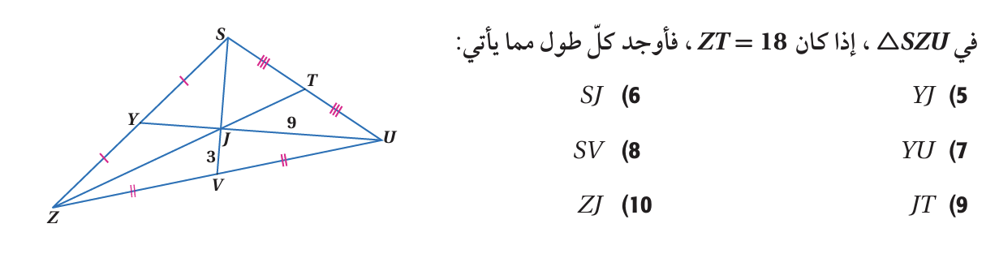 في △SZU ، إذا كان ZT = 18 ، فأوجد كلّ طول مما يأتي:
5) YJ
6) SJ
7) YU
8) SV
9) JT
10) ZJ
S
T
Y
9
J
U
3
V
Z